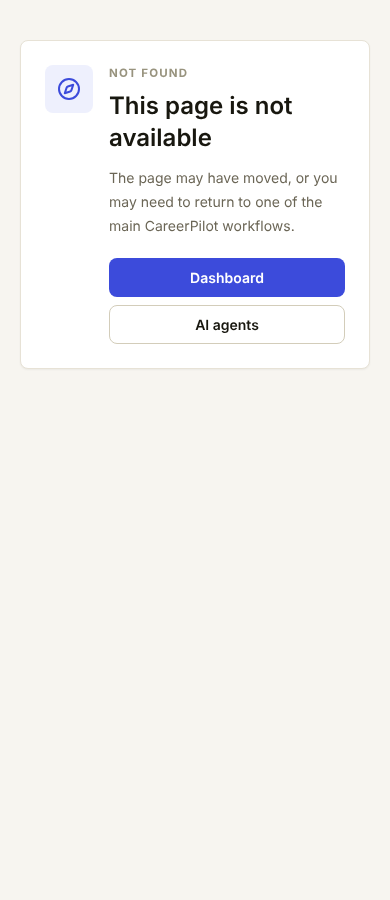 NOT FOUND
This page is not
available
The page may have moved, or you
may need to return to one of the
main CareerPilot workflows.
Dashboard
AI agents